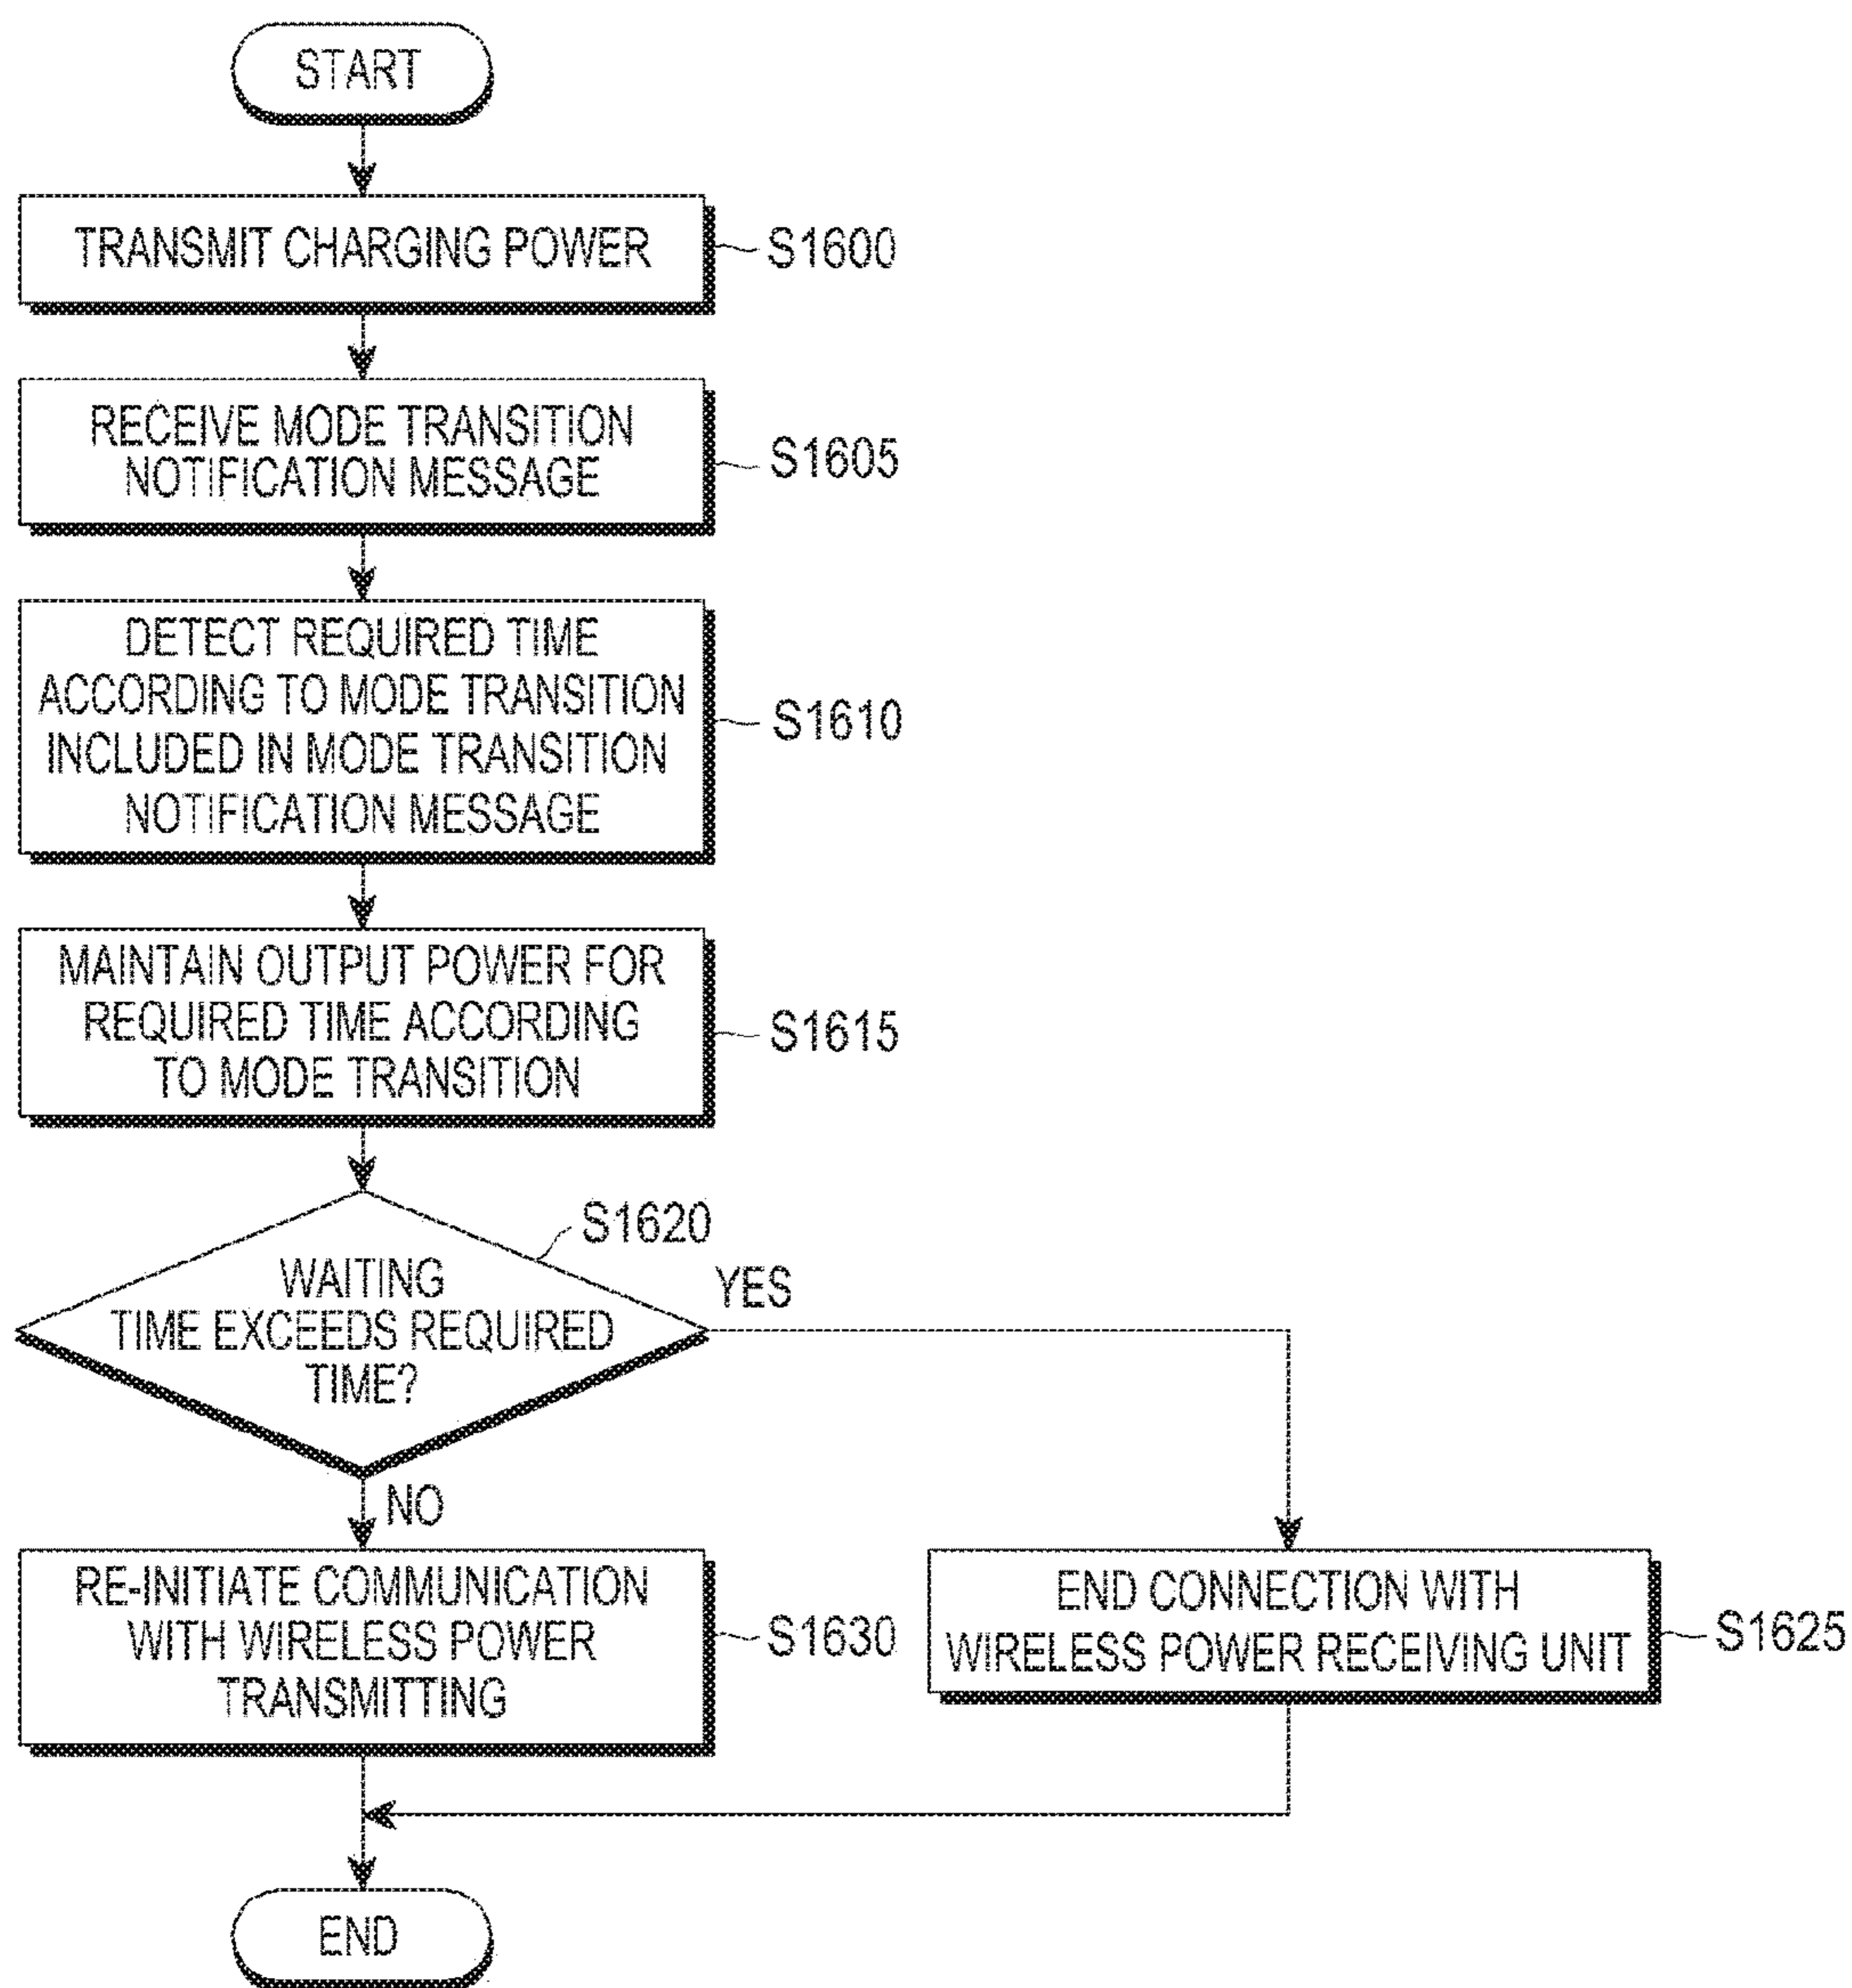 START
TRANSMIT CHARGING POWER
S1600
RECEIVE MODE TRANSITION
NOTIFICATION MESSAGE
S1605
DETECT REQUIRED TIME
ACCORDING TO MODE TRANSITION
INCLUDED IN MODE TRANSITION
NOTIFICATION MESSAGE
S1610
MAINTAIN OUTPUT POWER FOR
REQUIRED TIME ACCORDING
TO MODE TRANSITION
S1615
S1620
WAITING
TIME EXCEEDS REQUIRED
TIME?
YES
NO
RE-INITIATE COMMUNICATION
WITH WIRELESS POWER
TRANSMITTING
S1630
END CONNECTION WITH
WIRELESS POWER RECEIVING UNIT
S1625
END